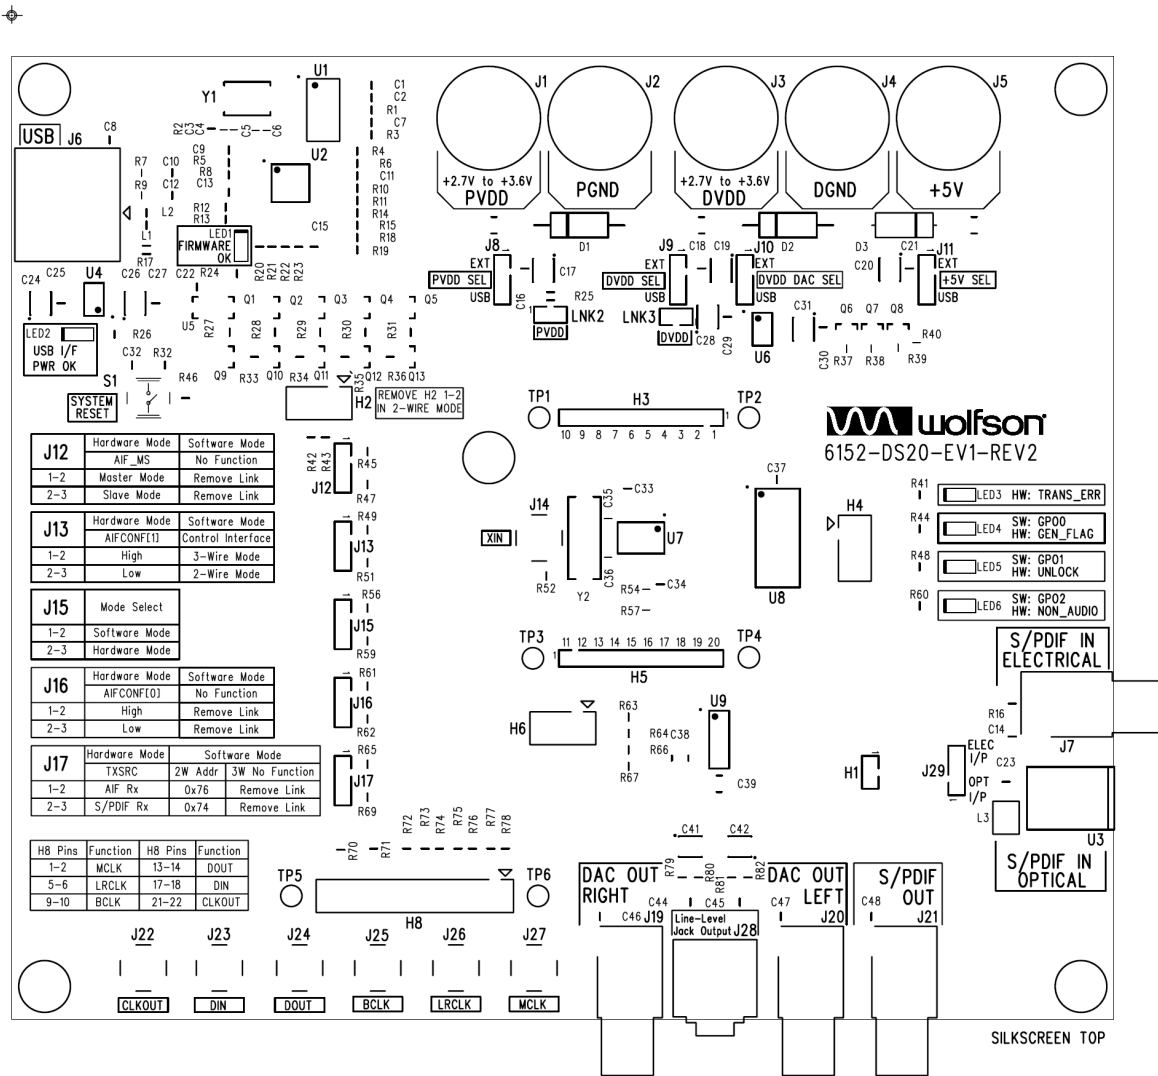 U1
J1
J2
J3
J4
J5
Y1
C1
C2
R1
C7
R3
USB
J6
C8
R2
C3
C4
C5
C6
U2
R7
R9
C10
C12
C9
R5
R8
C13
R4
R6
C11
R10
R11
R14
R15
R18
R19
+2.7V to +3.6V
PVDD
PGND
+2.7V to +3.6V
DVDD
DGND
+5V
L2
R12
R13
C15
L1
R17
LED1
FIRMWARE
OK
D1
D2
D3
J8
EXT
PVDD SEL
USB
C17
C16
R25
LNK2
1
PVDD
J9
EXT
DVDD SEL
USB
C18
C19
LNK3
DVDD
C28
C29
J10
EXT
DVDD DAC SEL
USB
U6
C31
C30
C20
C21
J11
EXT
+5V SEL
USB
Q6
Q7
Q8
R40
R37
R38
R39
C24
C25
U4
C26
C27
C22
R24
R20
R21
R22
R23
LED2
USB I/F
PWR OK
R26
C32
R32
U5
Q1
Q2
Q3
Q4
Q5
R27
R28
R29
R30
R31
Q9
R33
Q10
R34
Q11
R35
Q12
R36
Q13
S1
R46
SYSTEM
RESET
H2
REMOVE H2 1-2
IN 2-WIRE MODE
TP1
H3
TP2
10 9 8 7 6 5 4 3 2 1
1
wolfson
6152-DS20-EV1-REV2
J12
Hardware Mode Software Mode
AIF_MS No Function
1-2 Master Mode Remove Link
2-3 Slave Mode Remove Link
R42
R43
J12
R45
R47
J13
Hardware Mode Software Mode
AIFCONF[1] Control Interface
1-2 High 3-Wire Mode
2-3 Low 2-Wire Mode
R49
J13
R51
J15
Mode Select
1-2 Software Mode
2-3 Hardware Mode
R56
J15
R59
J16
Hardware Mode Software Mode
AIFCONF[0] No Function
1-2 High Remove Link
2-3 Low Remove Link
R61
J16
R62
J17
Hardware Mode Software Mode
TXSRC 2W Addr 3W No Function
1-2 AIF Rx 0x76 Remove Link
2-3 S/PDIF Rx 0x74 Remove Link
R65
J17
R69
XIN
J14
R52
Y2
C35
C36
C33
U7
C34
R54
R57
C37
U8
H4
R41
LED3 HW: TRANS_ERR
R44
LED4
SW: GPO0
HW: GEN_FLAG
R48
LED5
SW: GPO1
HW: UNLOCK
R60
LED6
SW: GPO2
HW: NON_AUDIO
TP3
11 12 13 14 15 16 17 18 19 20
1
H5
TP4
H6
R63
R67
R64
R66
C38
U9
C39
H1
S/PDIF IN
ELECTRICAL
R16
C14
J7
J29
ELEC
I/P
OPT
I/P
C23
L3
U3
S/PDIF IN
OPTICAL
H8 Pins Function H8 Pins Function
1-2 MCLK 13-14 DOUT
5-6 LRCLK 17-18 DIN
9-10 BCLK 21-22 CLKOUT
R70
R71
R72
R73
R74
R75
R76
R77
R78
TP5
H8
TP6
C41
C42
R79
R80
R81
R82
DAC OUT
RIGHT
C44
C45
C46
J19
Line-Level
Jack Output
J28
DAC OUT
LEFT
C47
J20
S/PDIF
OUT
C48
J21
J22
J23
J24
J25
J26
J27
CLKOUT
DIN
DOUT
BCLK
LRCLK
MCLK
SILKSCREEN TOP